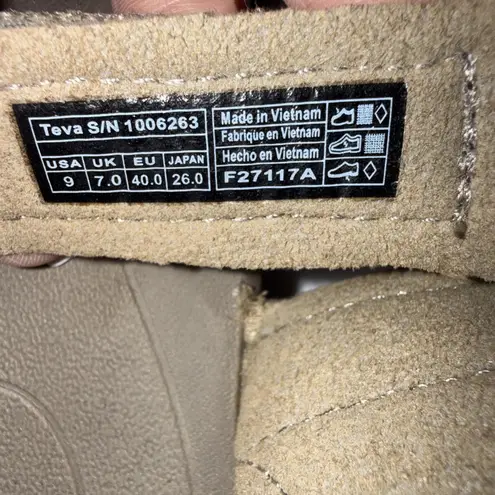 Teva S/N 1006263
USA UK EU JAPAN
9 7.0 40.0 26.0
Made in Vietnam
Fabriqué en Vietnam
Hecho en Vietnam
F27117A